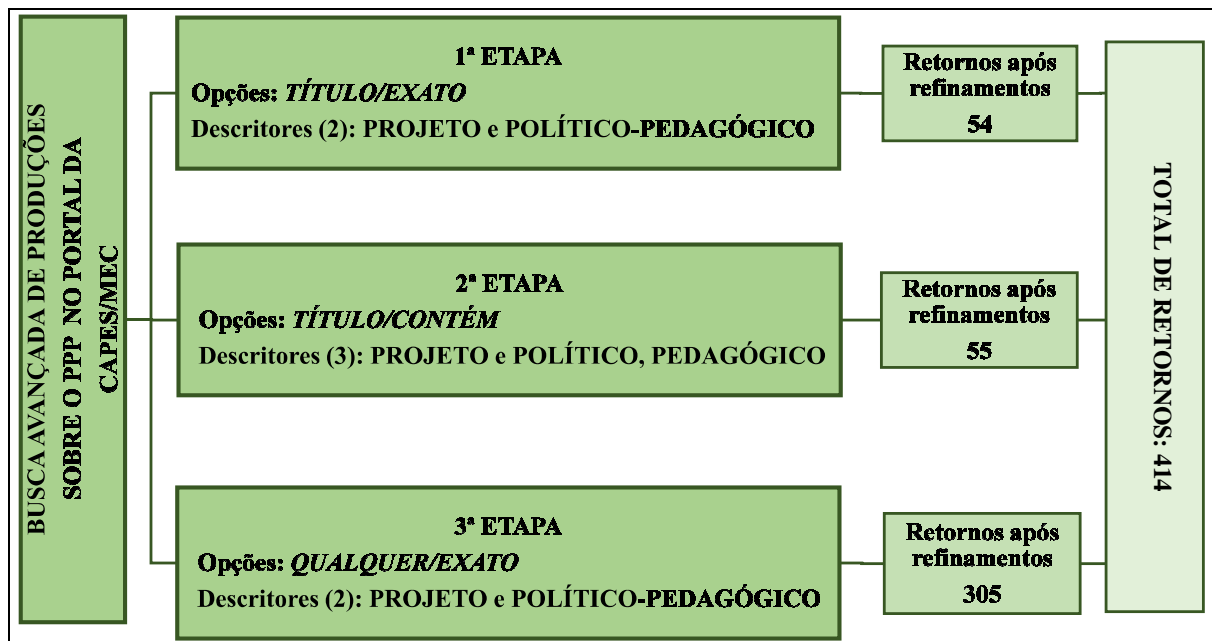 BUSCA AVANÇADA DE PRODUÇÕES
SOBRE O PPP NO PORTAL DA
CAPES/MEC
1ª ETAPA
Opções: TÍTULO/EXATO
Descritores (2): PROJETO e POLÍTICO-PEDAGÓGICO
Retornos após
refinamentos
54
2ª ETAPA
Opções: TÍTULO/CONTÉM
Descritores (3): PROJETO e POLÍTICO, PEDAGÓGICO
Retornos após
refinamentos
55
3ª ETAPA
Opções: QUALQUER/EXATO
Descritores (2): PROJETO e POLÍTICO-PEDAGÓGICO
Retornos após
refinamentos
305
TOTAL DE RETORNOS: 414